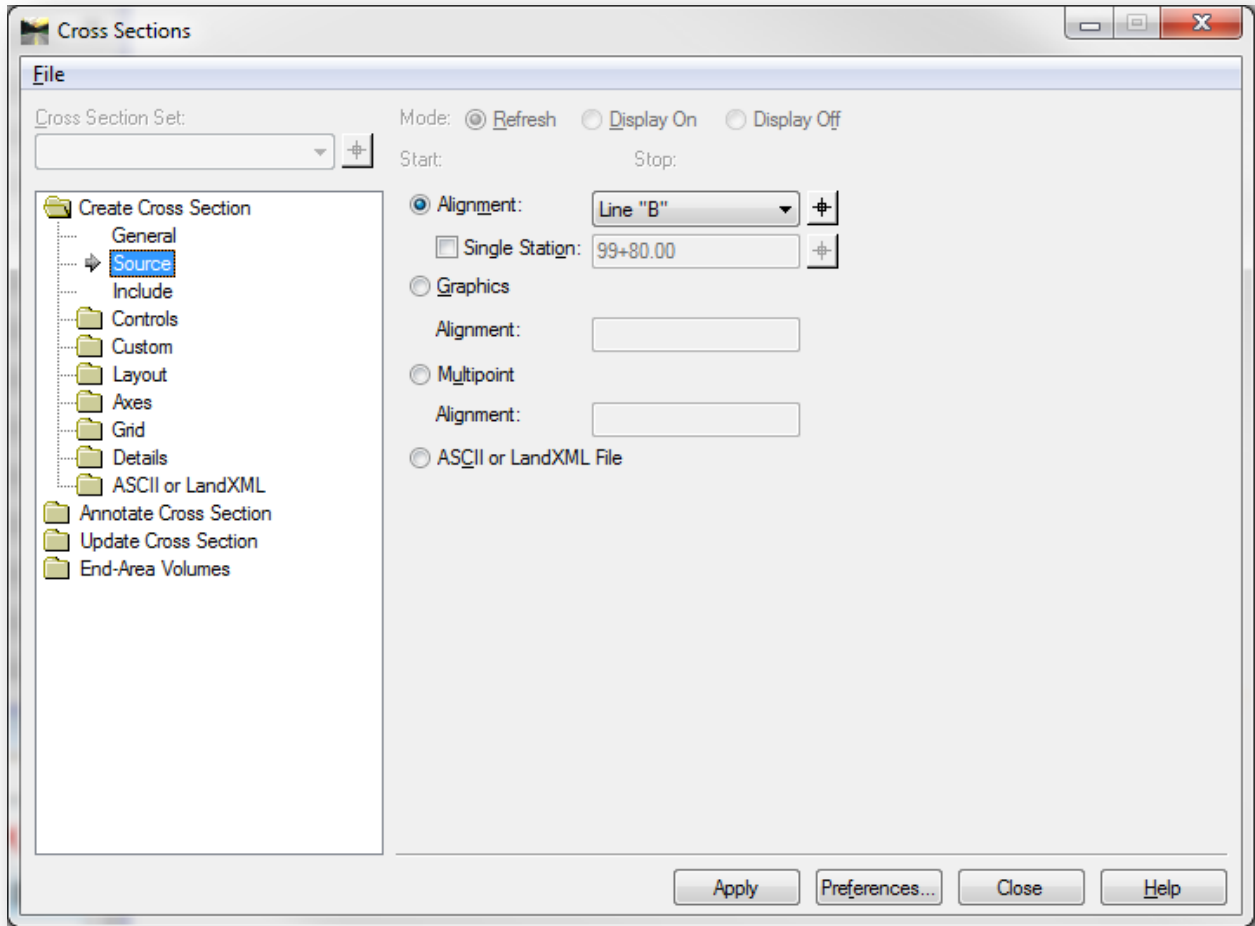 Cross Sections
File
Cross Section Set:
Mode: Refresh Display On Display Off
Start: Stop:
Create Cross Section
General
Source
Include
Controls
Custom
Layout
Axes
Grid
Details
ASCII or LandXML
Annotate Cross Section
Update Cross Section
End-Area Volumes
Alignment: Line "B"
Single Station: 99+80.00
Graphics
Alignment:
Multipoint
Alignment:
ASCII or LandXML File
Apply Preferences... Close Help